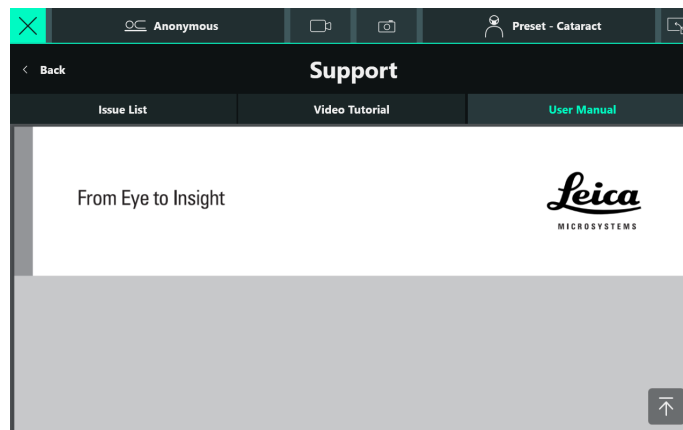 Anonymous
Preset - Cataract
Back
Support
Issue List
Video Tutorial
User Manual
From Eye to Insight
Leica
MICROSYSTEMS